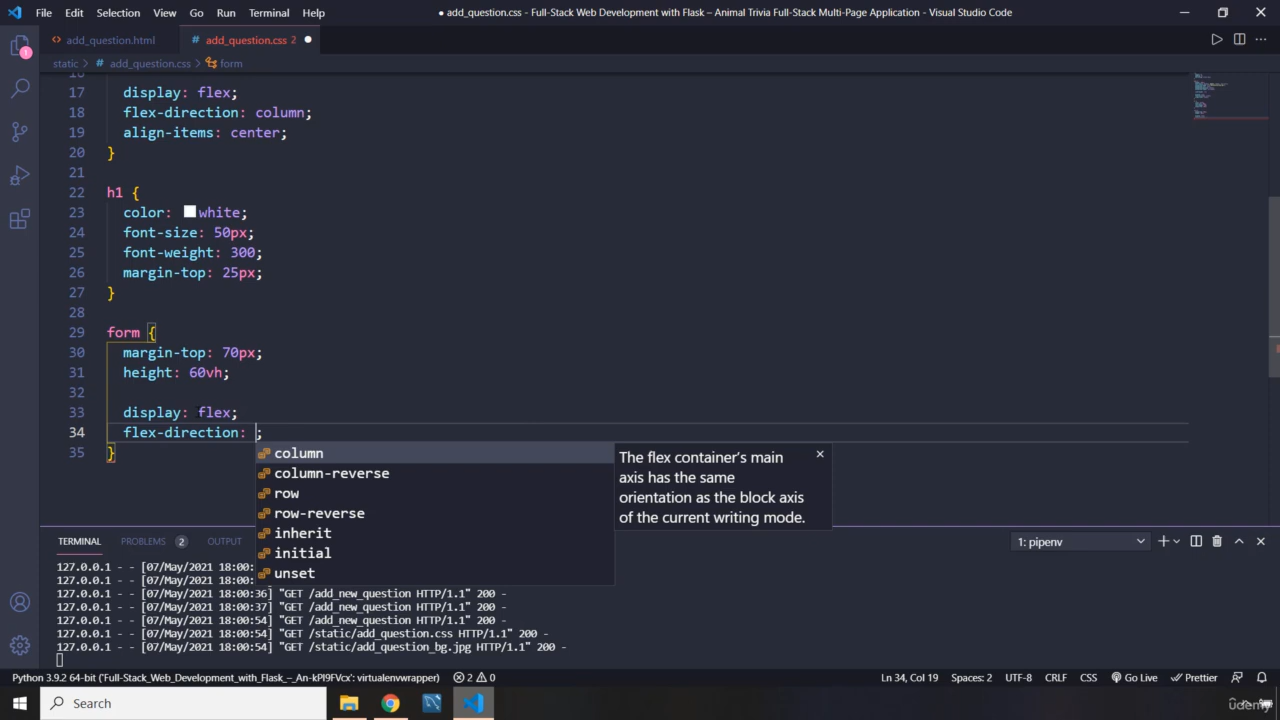 File Edit Selection View Go Run Terminal Help
● add_question.css - Full-Stack Web Development with Flask – Animal Trivia Full-Stack Multi-Page Application - Visual Studio Code
add_question.html
# add_question.css 2 ●
static > # add_question.css > form
1
16
17 display: flex;
18 flex-direction: column;
19 align-items: center;
20 }
21
22 h1 {
23 color: white;
24 font-size: 50px;
25 font-weight: 300;
26 margin-top: 25px;
27 }
28
29 form {
30 margin-top: 70px;
31 height: 60vh;
32
33 display: flex;
34 flex-direction: ;
35 }
column
column-reverse
row
row-reverse
inherit
initial
unset
The flex container's main
axis has the same
orientation as the block axis
of the current writing mode.
TERMINAL PROBLEMS 2 OUTPUT
1: pipenv
127.0.0.1 - - [07/May/2021 18:00:
127.0.0.1 - - [07/May/2021 18:00:
127.0.0.1 - - [07/May/2021 18:00:36] "GET /add_new_question HTTP/1.1" 200 -
127.0.0.1 - - [07/May/2021 18:00:37] "GET /add_new_question HTTP/1.1" 200 -
127.0.0.1 - - [07/May/2021 18:00:54] "GET /add_new_question HTTP/1.1" 200 -
127.0.0.1 - - [07/May/2021 18:00:54] "GET /static/add_question.css HTTP/1.1" 200 -
127.0.0.1 - - [07/May/2021 18:00:54] "GET /static/add_question_bg.jpg HTTP/1.1" 200 -
Python 3.9.2 64-bit ('Full-Stack_Web_Development_with_Flask_–_An-kPI9FVcx': virtualenvwrapper) 2 0 Ln 34, Col 19 Spaces: 2 UTF-8 CRLF CSS Go Live Prettier
Search
Udemy